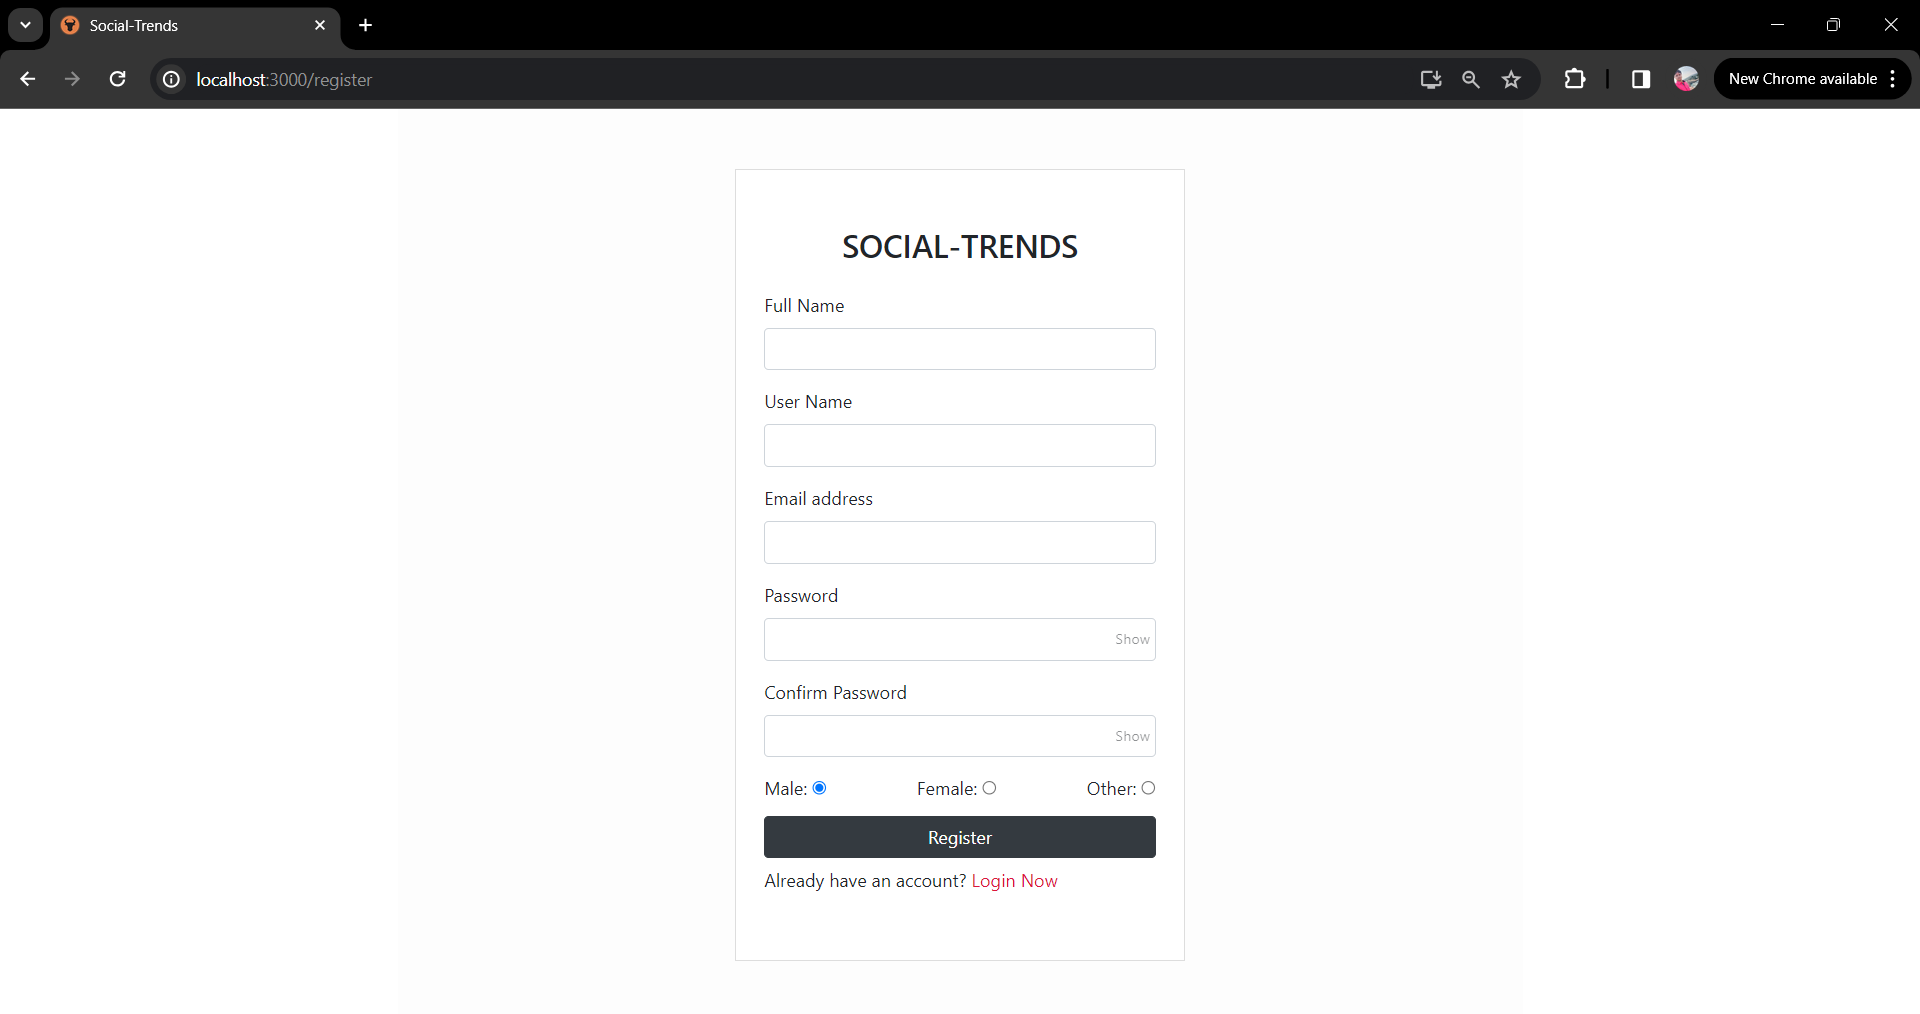 Social-Trends
localhost:3000/register
New Chrome available
SOCIAL-TRENDS
Full Name
User Name
Email address
Password
Show
Confirm Password
Show
Male: Female: Other:
Register
Already have an account? Login Now